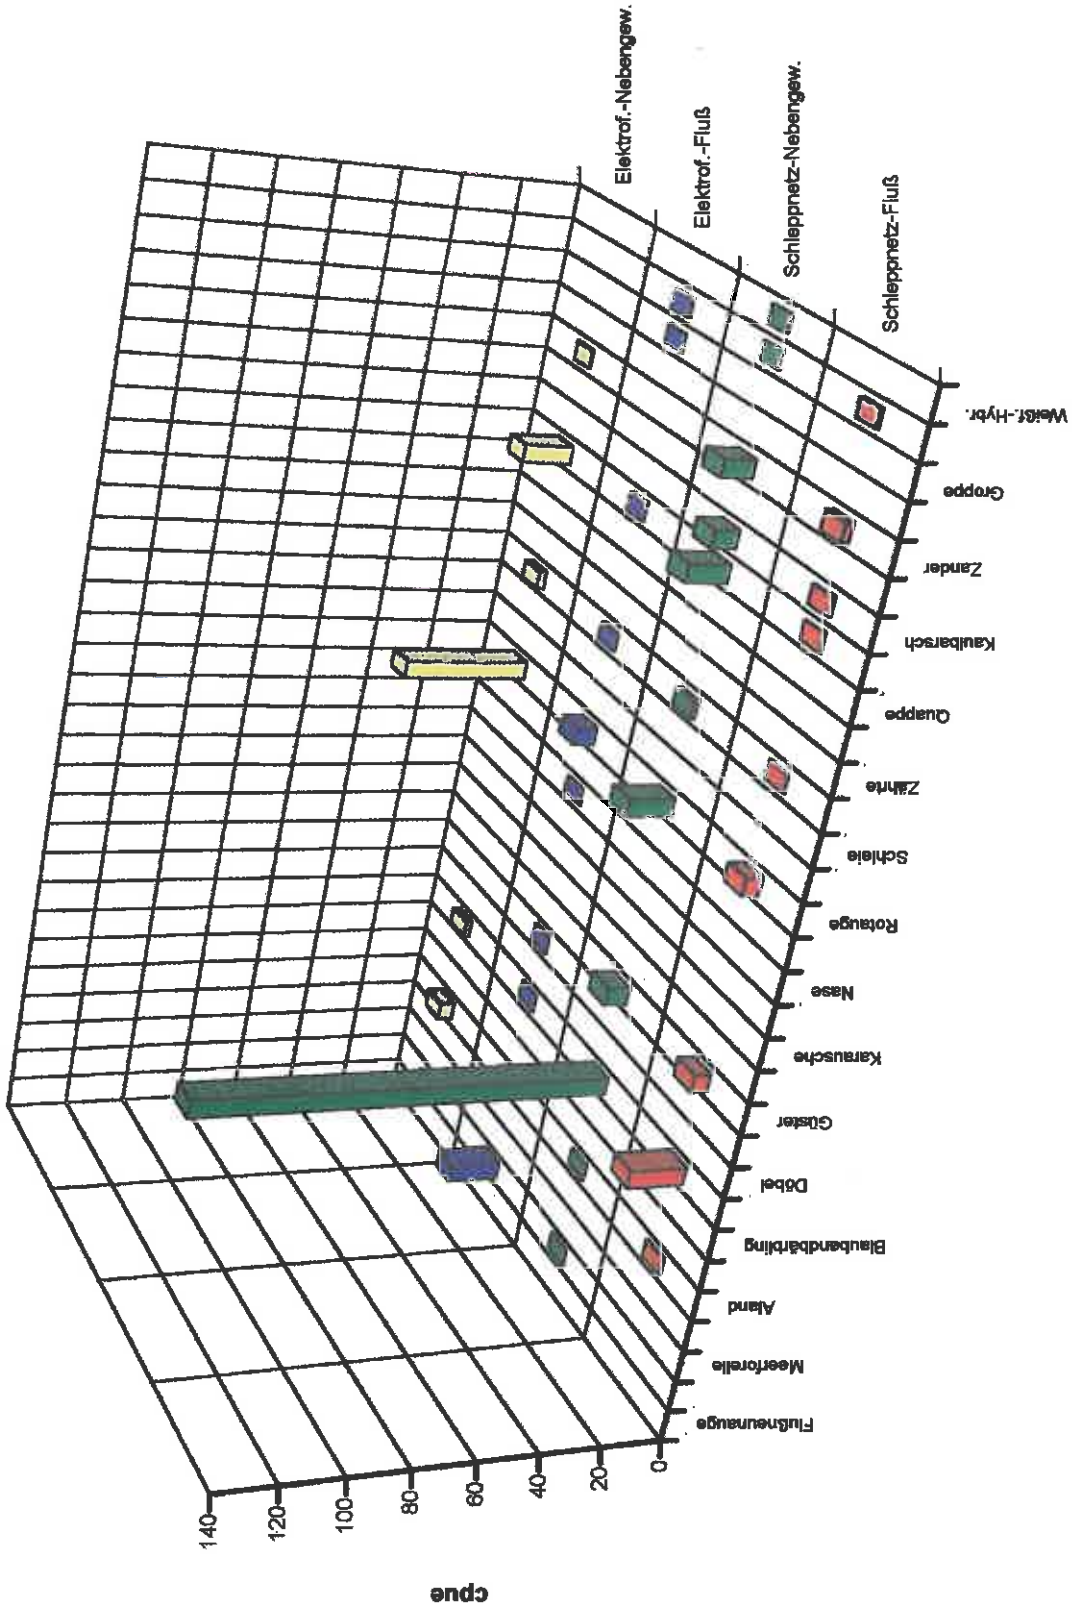 cpue
140
120
100
80
60
40
20
0
Flußneunauge
Meerforelle
Aland
Blaubandbärbling
Döbel
Güster
Karausche
Nase
Rotauge
Schleie
Zährte
Quappe
Kaulbarsch
Zander
Groppe
Weißf.-Hybr.
Elektrof.-Nebengew.
Elektrof.-Fluß
Schleppnetz-Nebengew.
Schleppnetz-Fluß